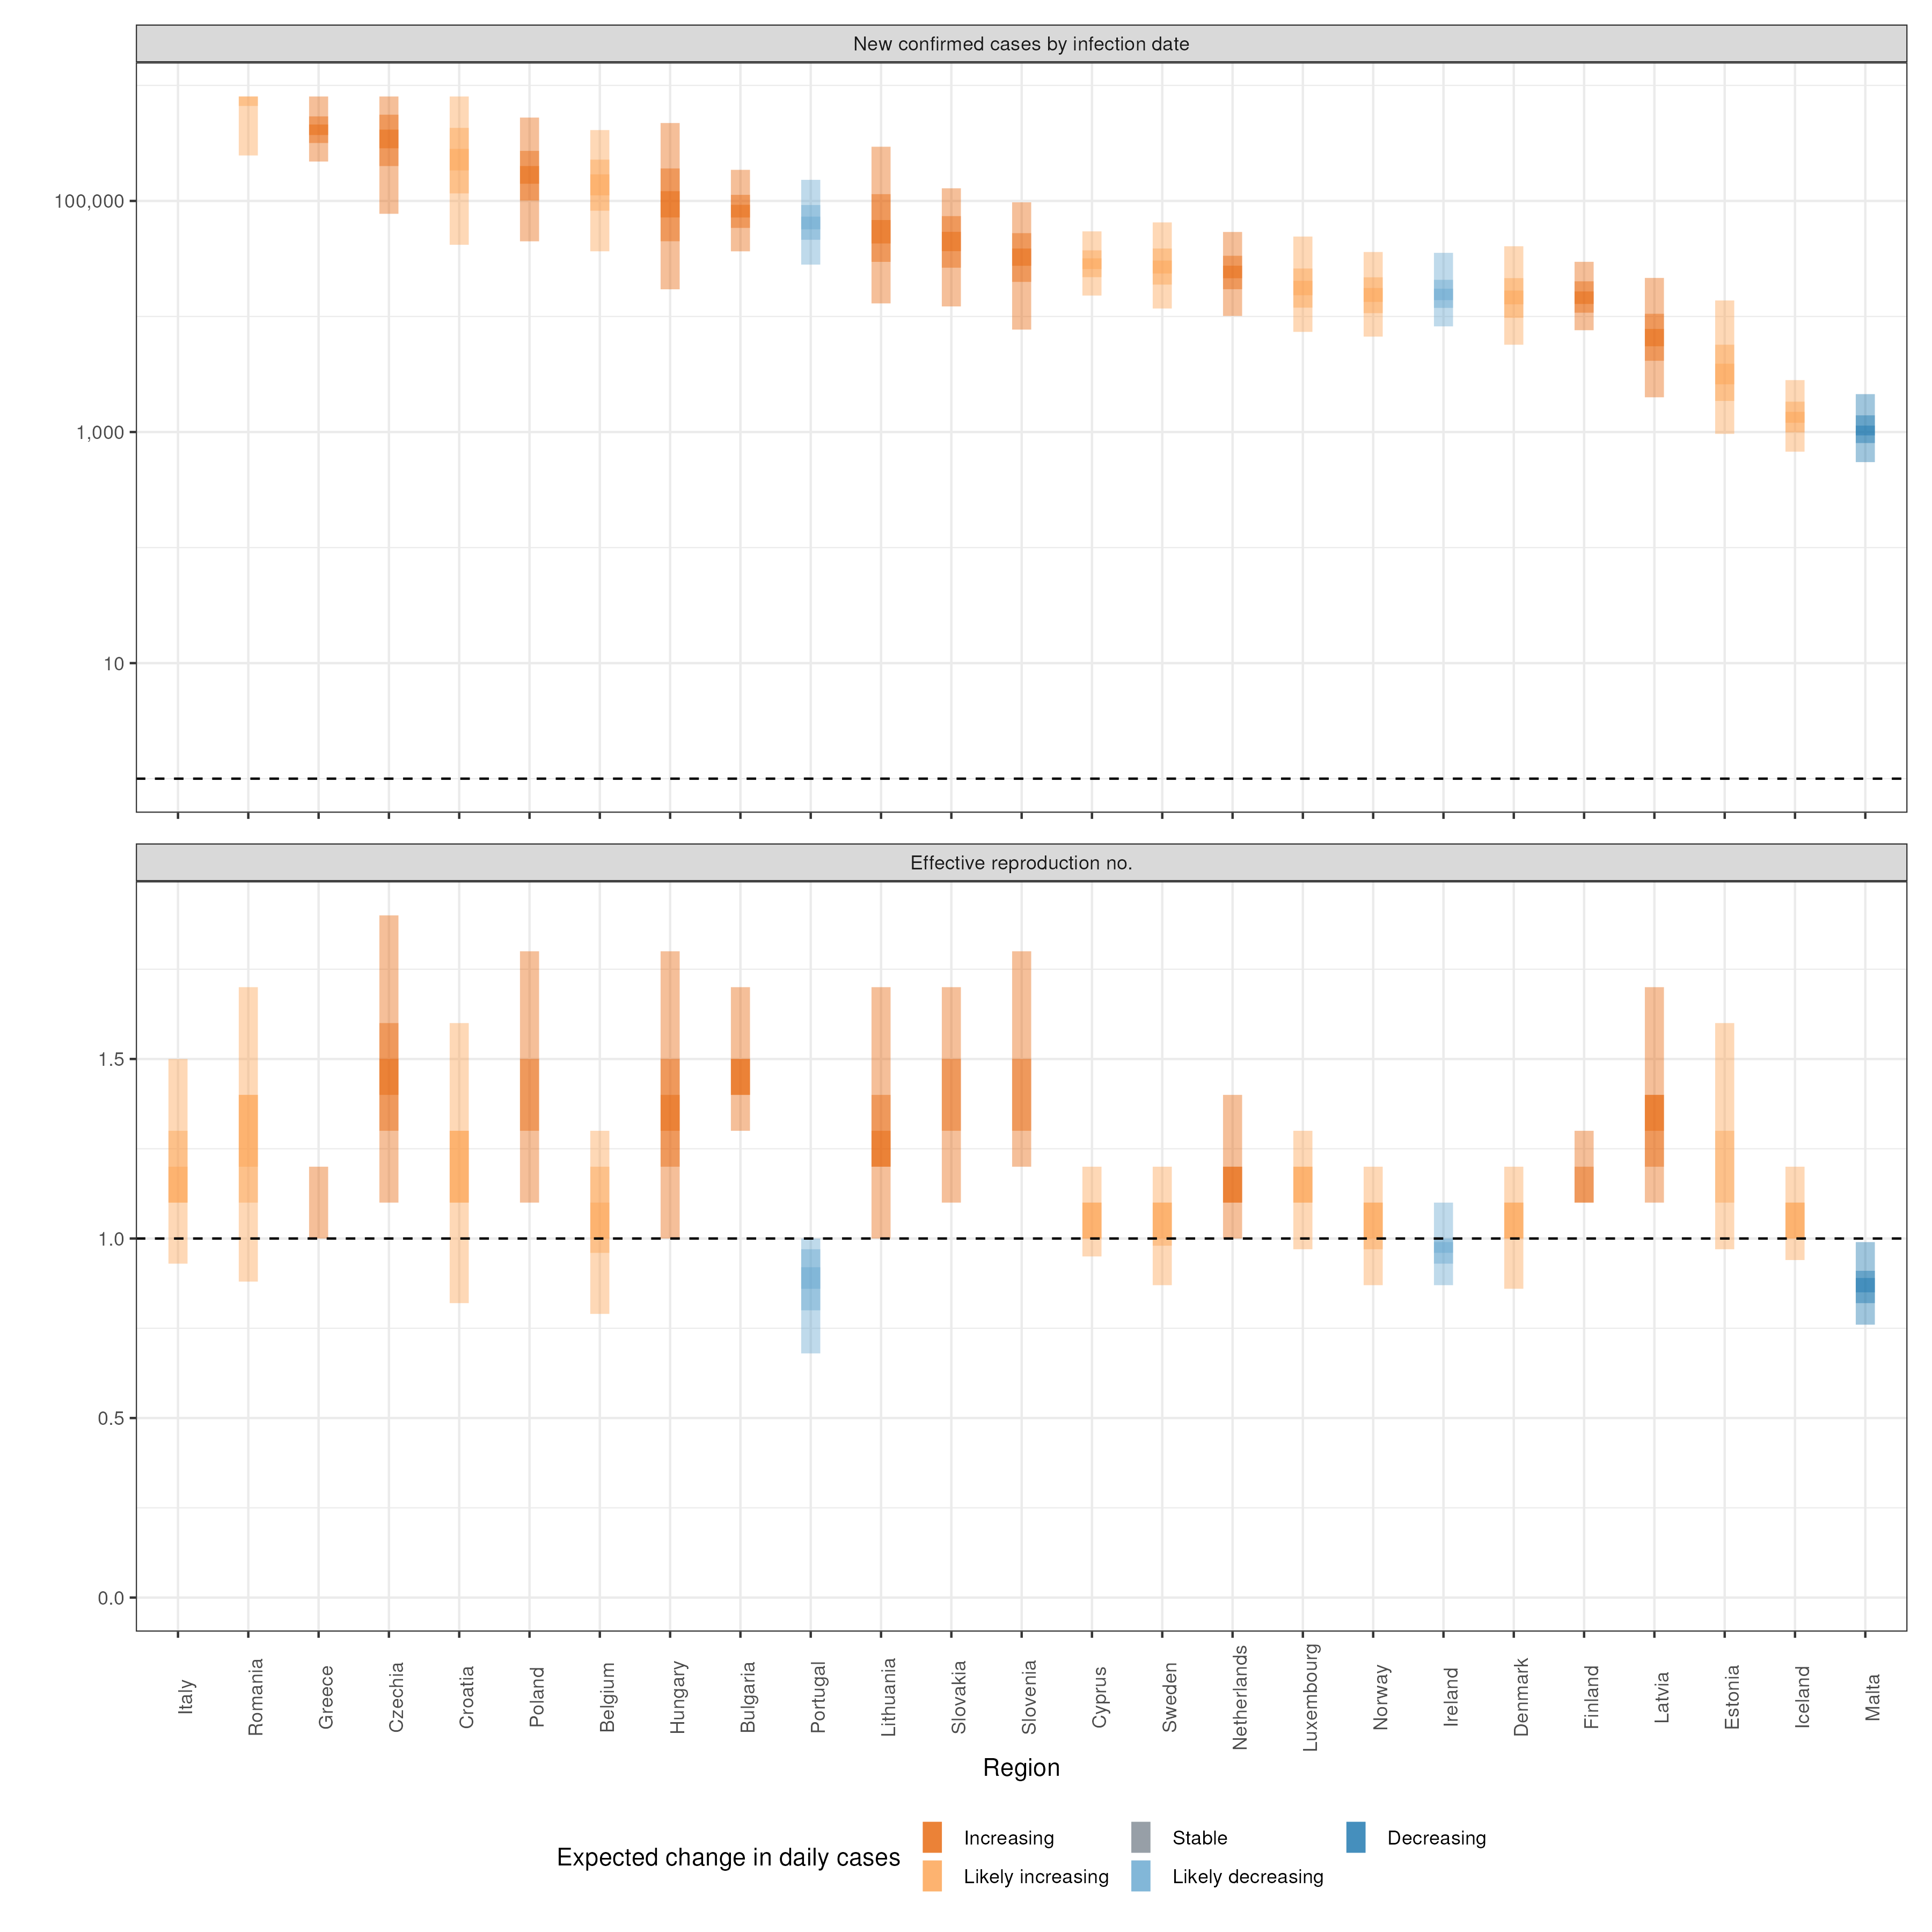 New confirmed cases by infection date
100,000
1,000
10
Effective reproduction no.
1.5
1.0
0.5
0.0
Italy
Romania
Greece
Czechia
Croatia
Poland
Belgium
Hungary
Bulgaria
Portugal
Lithuania
Slovakia
Slovenia
Cyprus
Sweden
Netherlands
Luxembourg
Norway
Ireland
Denmark
Finland
Latvia
Estonia
Iceland
Malta
Region
Expected change in daily cases
Increasing
Likely increasing
Stable
Likely decreasing
Decreasing